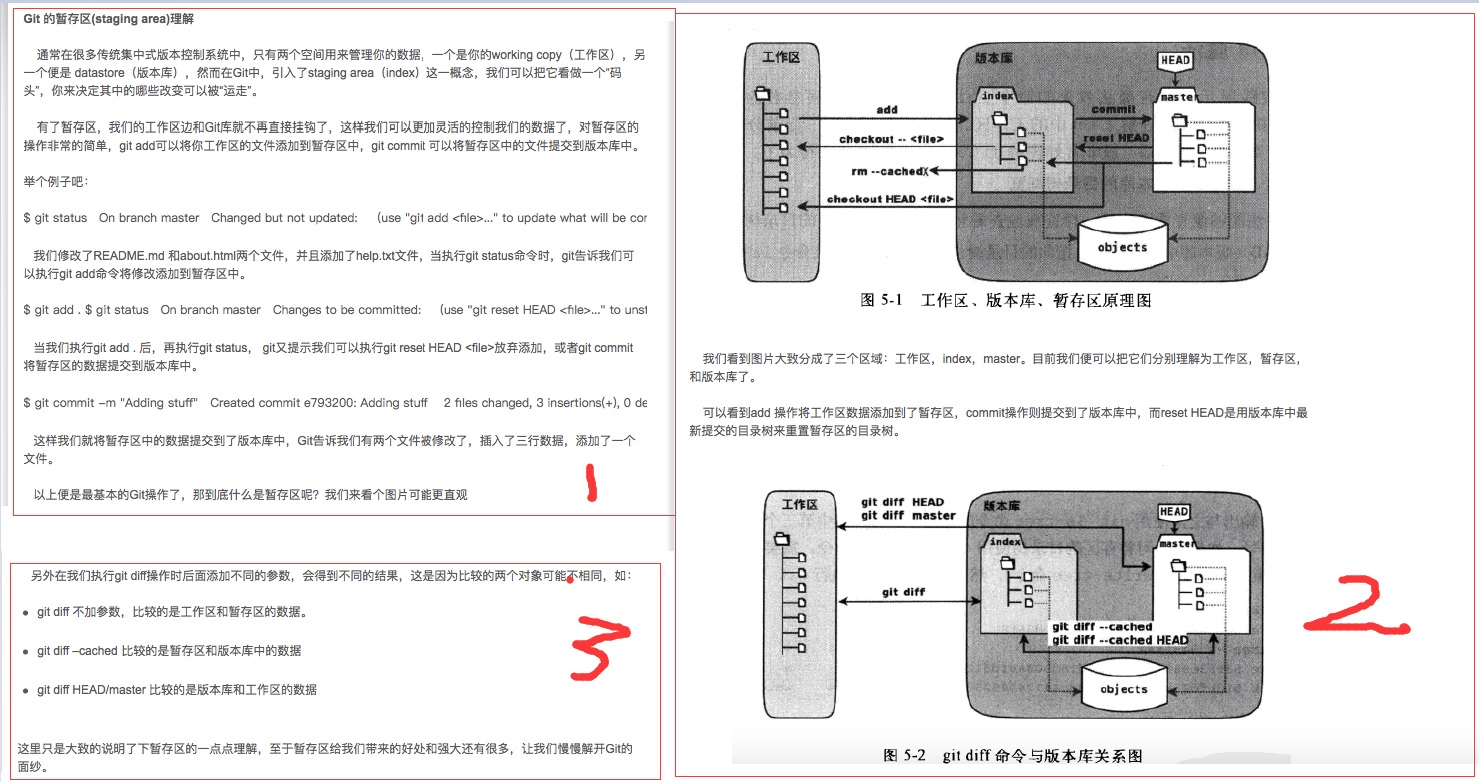 Git 的暂存区(staging area)理解
通常在很多传统集中式版本控制系统中，只有两个空间用来管理你的数据，一个是你的working copy（工作区），另
一个便是 datastore（版本库），然而在Git中，引入了staging area（index）这一概念，我们可以把它看做一个“码
头”，你来决定其中的哪些改变可以被“运走”。
有了暂存区，我们的工作区边和Git库就不再直接挂钩了，这样我们可以更加灵活的控制我们的数据了，对暂存区的
操作非常的简单，git add可以将你工作区的文件添加到暂存区中，git commit 可以将暂存区中的文件提交到版本库中。
举个例子吧：
$ git status On branch master Changed but not updated: (use "git add <file>..." to update what will be cor
我们修改了README.md 和about.html两个文件，并且添加了help.txt文件，当执行git status命令时，git告诉我们可
以执行git add命令将修改添加到暂存区中。
$ git add . $ git status On branch master Changes to be committed: (use "git reset HEAD <file>..." to unst
当我们执行git add . 后，再执行git status， git又提示我们可以执行git reset HEAD <file>放弃添加，或者git commit
将暂存区的数据提交到版本库中。
$ git commit –m "Adding stuff" Created commit e793200: Adding stuff 2 files changed, 3 insertions(+), 0 de
这样我们就将暂存区中的数据提交到了版本库中，Git告诉我们有两个文件被修改了，插入了三行数据，添加了一个
文件。
以上便是最基本的Git操作了，那到底什么是暂存区呢？我们来看个图片可能更直观
1
工作区
版本库
HEAD
index
master
add
commit
checkout -- <file>
reset HEAD
rm --cached
checkout HEAD <file>
objects
图 5-1 工作区、版本库、暂存区原理图
我们看到图片大致分成了三个区域：工作区，index，master。目前我们便可以把它们分别理解为工作区，暂存区，
和版本库了。
可以看到add 操作将工作区数据添加到了暂存区，commit操作则提交到了版本库中，而reset HEAD是用版本库中最
新提交的目录树来重置暂存区的目录树。
工作区
git diff HEAD
git diff master
版本库
HEAD
index
master
git diff
git diff --cached
git diff --cached HEAD
objects
图 5-2 git diff 命令与版本库关系图
2
另外在我们执行git diff操作时后面添加不同的参数，会得到不同的结果，这是因为比较的两个对象可能不相同，如：
• git diff 不加参数，比较的是工作区和暂存区的数据。
• git diff –cached 比较的是暂存区和版本库中的数据
• git diff HEAD/master 比较的是版本库和工作区的数据
3
这里只是大致的说明了下暂存区的一点点理解，至于暂存区给我们带来的好处和强大还有很多，让我们慢慢解开Git的
面纱。